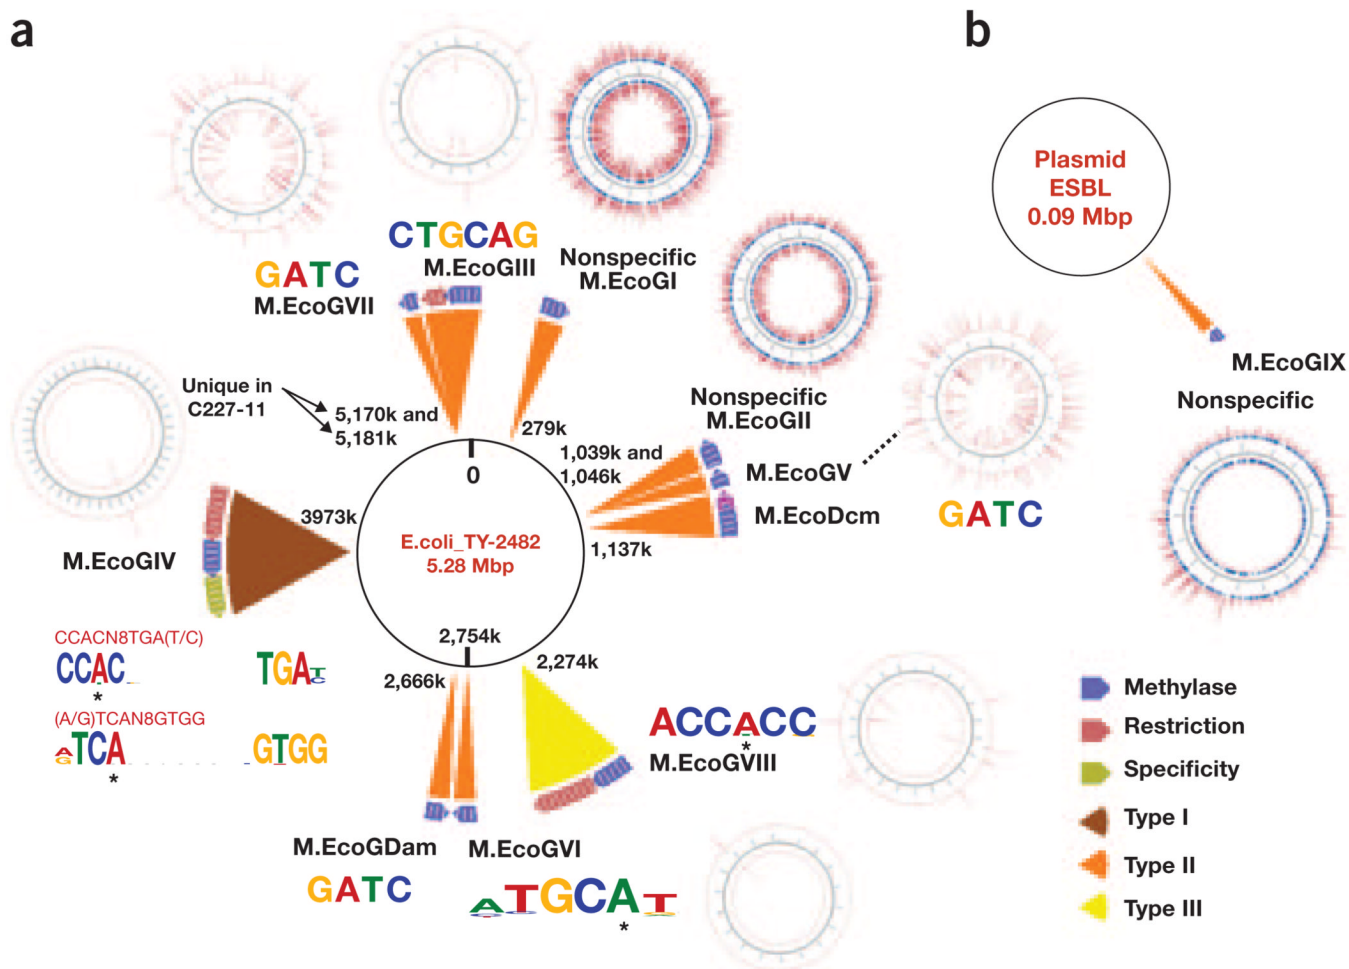 a
b
CTGCAG
M.EcoGIII
Nonspecific
M.EcoGI
GATC
M.EcoGVII
Plasmid
ESBL
0.09 Mbp
M.EcoGIX
Nonspecific
Unique in
C227-11
5,170k and
5,181k
279k
0
Nonspecific
M.EcoGII
1,039k and
1,046k
M.EcoGV
M.EcoDcm
GATC
1,137k
3973k
M.EcoGIV
E.coli_TY-2482
5.28 Mbp
CCACN8TGA(T/C)
CCAC TGATC
*
(A/G)TCAN8GTGG
AGTCA GTGG
*
2,754k
2,666k
2,274k
ACCACC
*
M.EcoGVIII
M.EcoGDam
GATC
M.EcoGVI
ATGCAT
*
Methylase
Restriction
Specificity
Type I
Type II
Type III